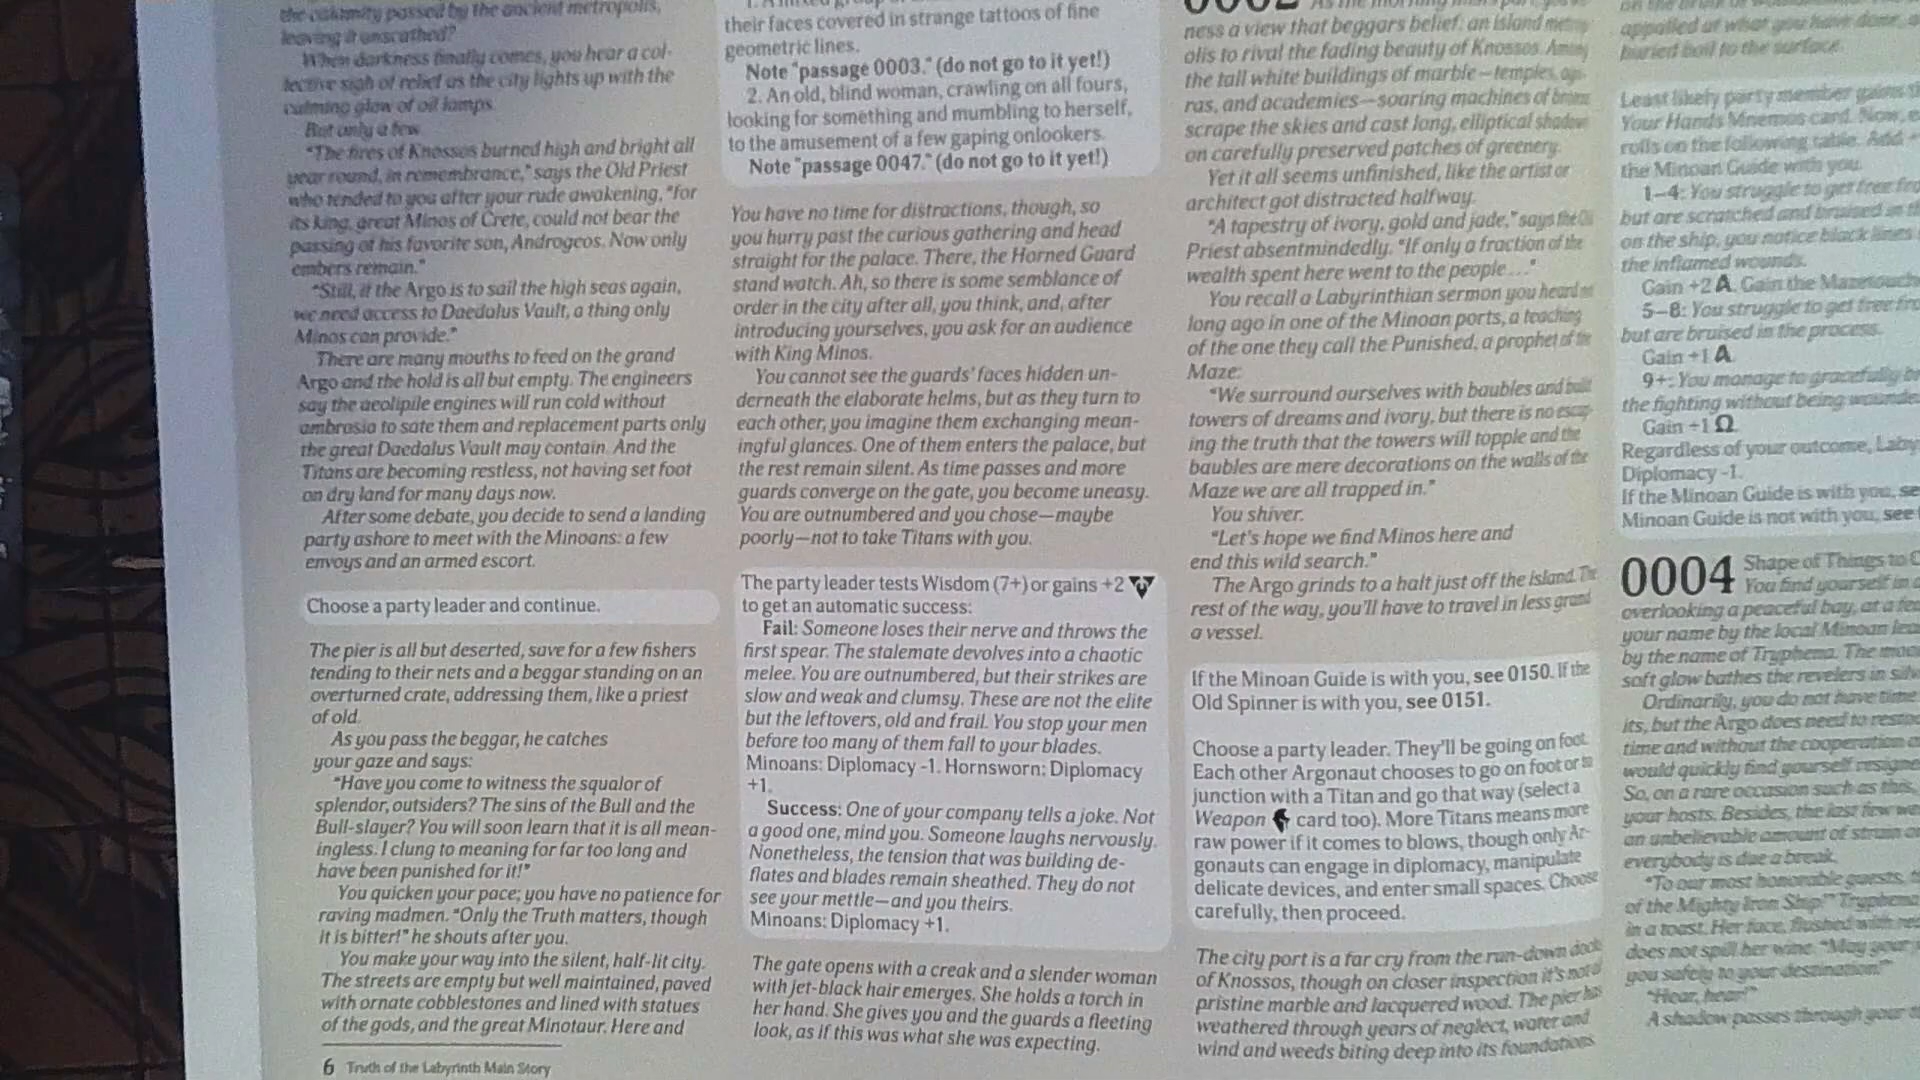 the calamity passed by the ancient metropolis,
leaving it unscathed?
When darkness finally comes, you hear a col-
lective sigh of relief as the city lights up with the
calming glow of oil lamps.
But only a few.
"The fires of Knossos burned high and bright all
year round, in remembrance," says the Old Priest
who tended to you after your rude awakening, "for
its king, great Minos of Crete, could not bear the
passing of his favorite son, Androgeos. Now only
embers remain."
"Still, if the Argo is to sail the high seas again,
we need access to Daedalus Vault, a thing only
Minos can provide."
There are many mouths to feed on the grand
Argo and the hold is all but empty. The engineers
say the aeolipile engines will run cold without
ambrosia to sate them and replacement parts only
the great Daedalus Vault may contain. And the
Titans are becoming restless, not having set foot
on dry land for many days now.
After some debate, you decide to send a landing
party ashore to meet with the Minoans: a few
envoys and an armed escort.
Choose a party leader and continue.
The pier is all but deserted, save for a few fishers
tending to their nets and a beggar standing on an
overturned crate, addressing them, like a priest
of old.
As you pass the beggar, he catches
your gaze and says:
"Have you come to witness the squalor of
splendor, outsiders? The sins of the Bull and the
Bull-slayer? You will soon learn that it is all mean-
ingless. I clung to meaning for far too long and
have been punished for it!"
You quicken your pace; you have no patience for
raving madmen. "Only the Truth matters, though
it is bitter!" he shouts after you.
You make your way into the silent, half-lit city.
The streets are empty but well maintained, paved
with ornate cobblestones and lined with statues
of the gods, and the great Minotaur. Here and
6 Truth of the Labyrinth Main Story
their faces covered in strange tattoos of fine
geometric lines.
Note "passage 0003." (do not go to it yet!)
2. An old, blind woman, crawling on all fours,
looking for something and mumbling to herself,
to the amusement of a few gaping onlookers.
Note "passage 0047." (do not go to it yet!)
You have no time for distractions, though, so
you hurry past the curious gathering and head
straight for the palace. There, the Horned Guard
stand watch. Ah, so there is some semblance of
order in the city after all, you think, and, after
introducing yourselves, you ask for an audience
with King Minos.
You cannot see the guards' faces hidden un-
derneath the elaborate helms, but as they turn to
each other, you imagine them exchanging mean-
ingful glances. One of them enters the palace, but
the rest remain silent. As time passes and more
guards converge on the gate, you become uneasy.
You are outnumbered and you chose—maybe
poorly—not to take Titans with you.
The party leader tests Wisdom (7+) or gains +2
to get an automatic success:
Fail: Someone loses their nerve and throws the
first spear. The stalemate devolves into a chaotic
melee. You are outnumbered, but their strikes are
slow and weak and clumsy. These are not the elite
but the leftovers, old and frail. You stop your men
before too many of them fall to your blades.
Minoans: Diplomacy -1. Hornsworn: Diplomacy
+1.
Success: One of your company tells a joke. Not
a good one, mind you. Someone laughs nervously.
Nonetheless, the tension that was building de-
flates and blades remain sheathed. They do not
see your mettle—and you theirs.
Minoans: Diplomacy +1.
The gate opens with a creak and a slender woman
with jet-black hair emerges. She holds a torch in
her hand. She gives you and the guards a fleeting
look, as if this was what she was expecting.
ness a view that beggars belief: an island
olis to rival the fading beauty of Knossos. Among
the tall white buildings of marble—temples, ago-
ras, and academies—soaring machines of bronze
scrape the skies and cast long, elliptical shadows
on carefully preserved patches of greenery.
Yet it all seems unfinished, like the artist or
architect got distracted halfway.
"A tapestry of ivory, gold and jade," says the Old
Priest absentmindedly. "If only a fraction of the
wealth spent here went to the people…"
You recall a Labyrinthian sermon you heard
long ago in one of the Minoan ports, a teaching
of the one they call the Punished, a prophet of the
Maze:
"We surround ourselves with baubles and build
towers of dreams and ivory, but there is no escap-
ing the truth that the towers will topple and the
baubles are mere decorations on the walls of the
Maze we are all trapped in."
You shiver.
"Let's hope we find Minos here and
end this wild search."
The Argo grinds to a halt just off the island. The
rest of the way, you'll have to travel in less grand
a vessel.
If the Minoan Guide is with you, see 0150. If the
Old Spinner is with you, see 0151.
Choose a party leader. They'll be going on foot.
Each other Argonaut chooses to go on foot or in
junction with a Titan and go that way (select a
Weapon card too). More Titans means more
raw power if it comes to blows, though only Ar-
gonauts can engage in diplomacy, manipulate
delicate devices, and enter small spaces. Choose
carefully, then proceed.
The city port is a far cry from the run-down dock
of Knossos, though on closer inspection it's not
pristine marble and lacquered wood. The pier has
weathered through years of neglect, water and
wind and weeds biting deep into its foundations.
appalled at what you have done,
buried boil to the surface.
Least likely party member gains
Your Hands Mnemos card. Now,
rolls on the following table. Add
the Minoan Guide with you.
1–4: You struggle to get free
but are scratched and bruised in
on the ship, you notice black lines
the inflamed wounds.
Gain +2 A. Gain the
5–8: You struggle to get free
but are bruised in the process.
Gain +1 A.
9+: You manage to gracefully
the fighting without being
Gain +1 Ω
Regardless of your outcome,
Diplomacy -1.
If the Minoan Guide is with you,
Minoan Guide is not with you, see
0004 Shape of Things to
You find yourself in a
overlooking a peaceful bay, at a
your name by the local Minoan
by the name of Tryphema. The
soft glow bathes the revelers in
Ordinarily, you do not have time
its, but the Argo does need to
time and without the cooperation
would quickly find yourself
So, on a rare occasion such as this,
your hosts. Besides, the last few
an unbelievable amount of strain
everybody is due a break.
"To our most honorable guests,
of the Mighty Iron Ship!" Tryphema
in a toast. Her face, flushed with
does not spill her wine. "May your
you safely to your destination!"
"Hear, hear!"
A shadow passes through your